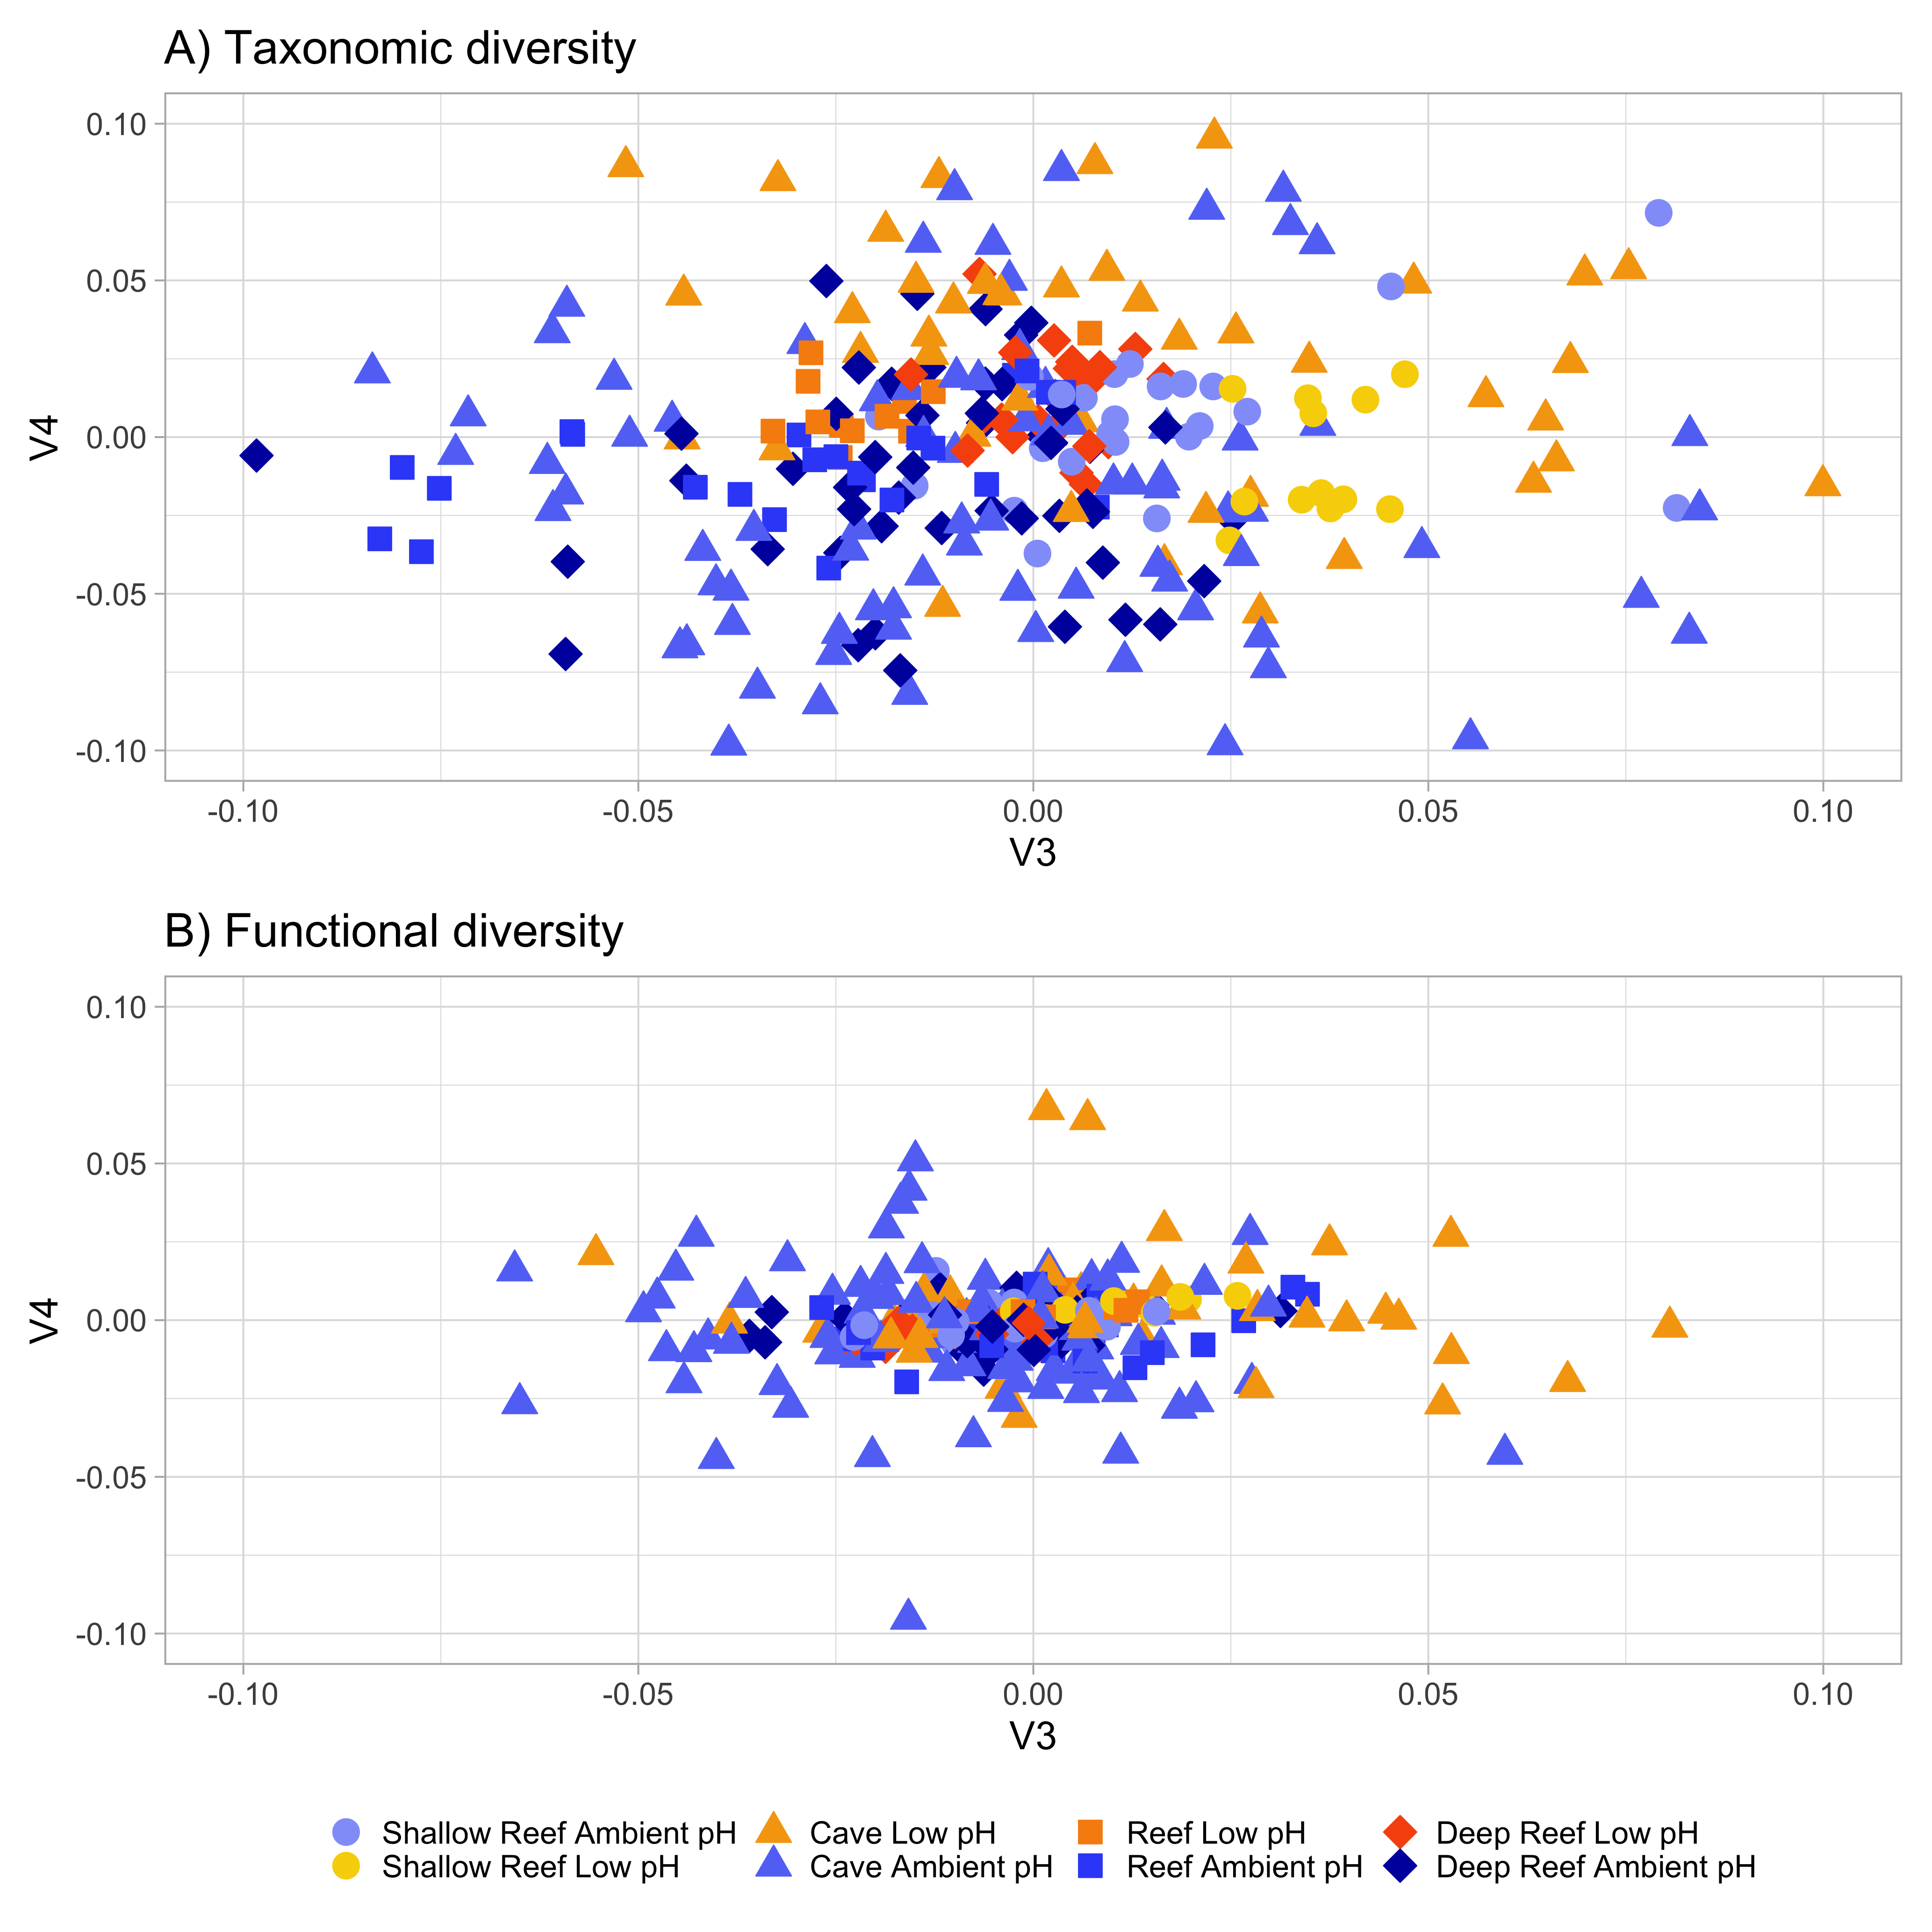 A) Taxonomic diversity
0.10
0.05
0.00
-0.05
-0.10
V4
-0.10 -0.05 0.00 0.05 0.10
V3
B) Functional diversity
0.10
0.05
0.00
-0.05
-0.10
V4
-0.10 -0.05 0.00 0.05 0.10
V3
Shallow Reef Ambient pH Cave Low pH Reef Low pH Deep Reef Low pH
Shallow Reef Low pH Cave Ambient pH Reef Ambient pH Deep Reef Ambient pH